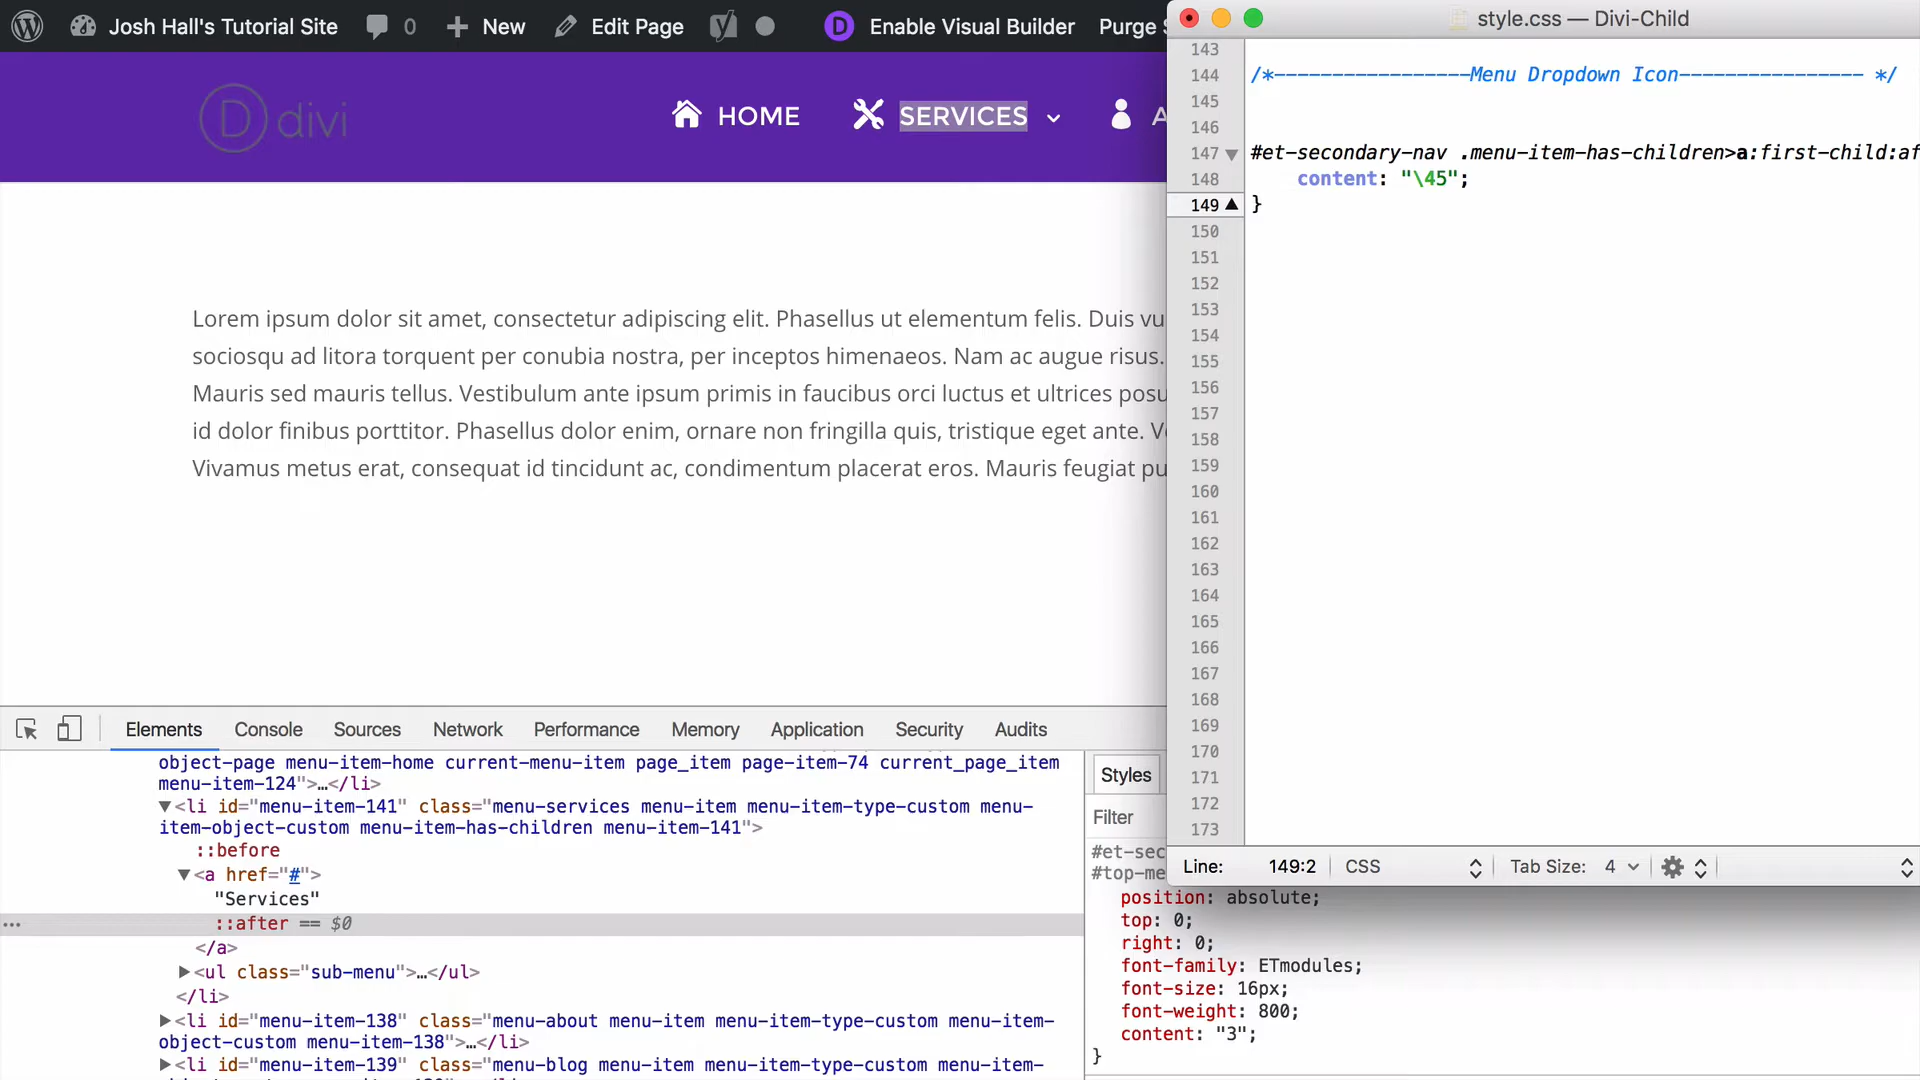 Josh Hall's Tutorial Site 0 New Edit Page Enable Visual Builder Purge
D divi
HOME SERVICES
Lorem ipsum dolor sit amet, consectetur adipiscing elit. Phasellus ut elementum felis. Duis vu
sociosqu ad litora torquent per conubia nostra, per inceptos himenaeos. Nam ac augue risus.
Mauris sed mauris tellus. Vestibulum ante ipsum primis in faucibus orci luctus et ultrices posu
id dolor finibus porttitor. Phasellus dolor enim, ornare non fringilla quis, tristique eget ante.
Vivamus metus erat, consequat id tincidunt ac, condimentum placerat eros. Mauris feugiat pu
style.css — Divi-Child
143
144 /*-----------------Menu Dropdown Icon---------------- */
145
146
147 #et-secondary-nav .menu-item-has-children>a:first-child:af
148 content: "\45";
149 }
150
151
152
153
154
155
156
157
158
159
160
161
162
163
164
165
166
167
168
169
170
171
172
173
Line: 149:2 CSS Tab Size: 4
Elements Console Sources Network Performance Memory Application Security Audits
object-page menu-item-home current-menu-item page_item page-item-74 current_page_item
menu-item-124">…</li>
<li id="menu-item-141" class="menu-services menu-item menu-item-type-custom menu-
item-object-custom menu-item-has-children menu-item-141">
::before
<a href="#">
"Services"
::after == $0
</a>
<ul class="sub-menu">…</ul>
</li>
<li id="menu-item-138" class="menu-about menu-item menu-item-type-custom menu-item-
object-custom menu-item-138">…</li>
<li id="menu-item-139" class="menu-blog menu-item menu-item-type-custom menu-item-
Styles
Filter
#et-sec
#top-me
position: absolute;
top: 0;
right: 0;
font-family: ETmodules;
font-size: 16px;
font-weight: 800;
content: "3";
}